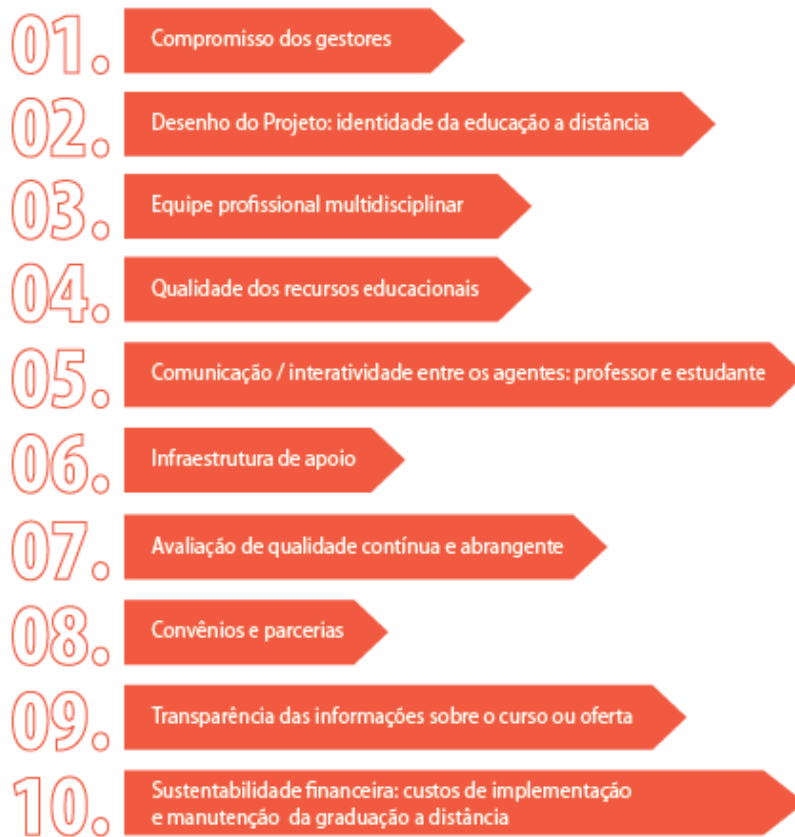 01. Compromisso dos gestores
02. Desenho do Projeto: identidade da educação a distância
03. Equipe profissional multidisciplinar
04. Qualidade dos recursos educacionais
05. Comunicação / interatividade entre os agentes: professor e estudante
06. Infraestrutura de apoio
07. Avaliação de qualidade contínua e abrangente
08. Convênios e parcerias
09. Transparência das informações sobre o curso ou oferta
10. Sustentabilidade financeira: custos de implementação
e manutenção da graduação a distância